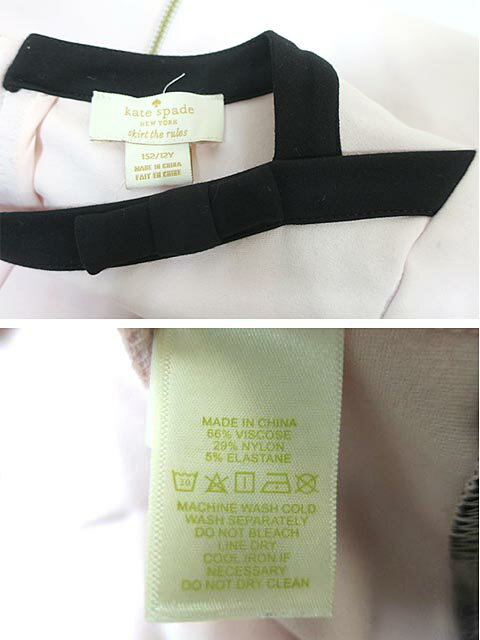 kate spade
NEW YORK
skirt the rules
152/12Y
MADE IN CHINA
FAIT EN CHINE
MADE IN CHINA
66% VISCOSE
29% NYLON
5% ELASTANE
30
MACHINE WASH COLD
WASH SEPARATELY
DO NOT BLEACH
LINE DRY
COOL IRON IF
NECESSARY
DO NOT DRY CLEAN